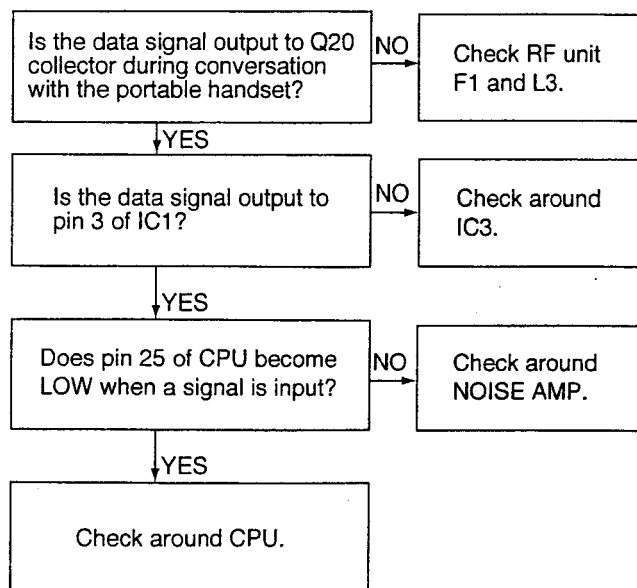 Is the data signal output to Q20
collector during conversation
with the portable handset?
NO
Check RF unit
F1 and L3.
YES
Is the data signal output to
pin 3 of IC1?
NO
Check around
IC3.
YES
Does pin 25 of CPU become
LOW when a signal is input?
NO
Check around
NOISE AMP.
YES
Check around CPU.